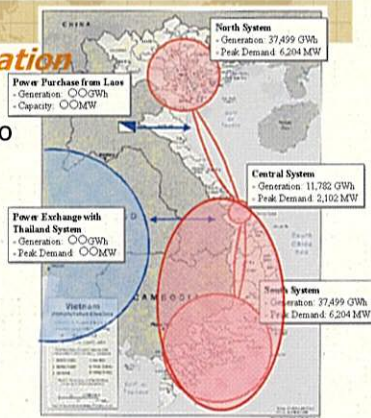 CHINA
North System
- Generation: 37,499 GWh
- Peak Demand: 6,204 MW
ation
Power Purchase from Laos
- Generation: ○○GWh
- Capacity: ○○MW
o
Central System
- Generation: 11,782 GWh
- Peak Demand: 2,102 MW
Power Exchange with
Thailand System
- Generation: ○○GWh
- Peak Demand: ○○MW
D
South System
- Generation: 37,499 GWh
- Peak Demand: 6,204 MW
Vietnam
CAMBODIA